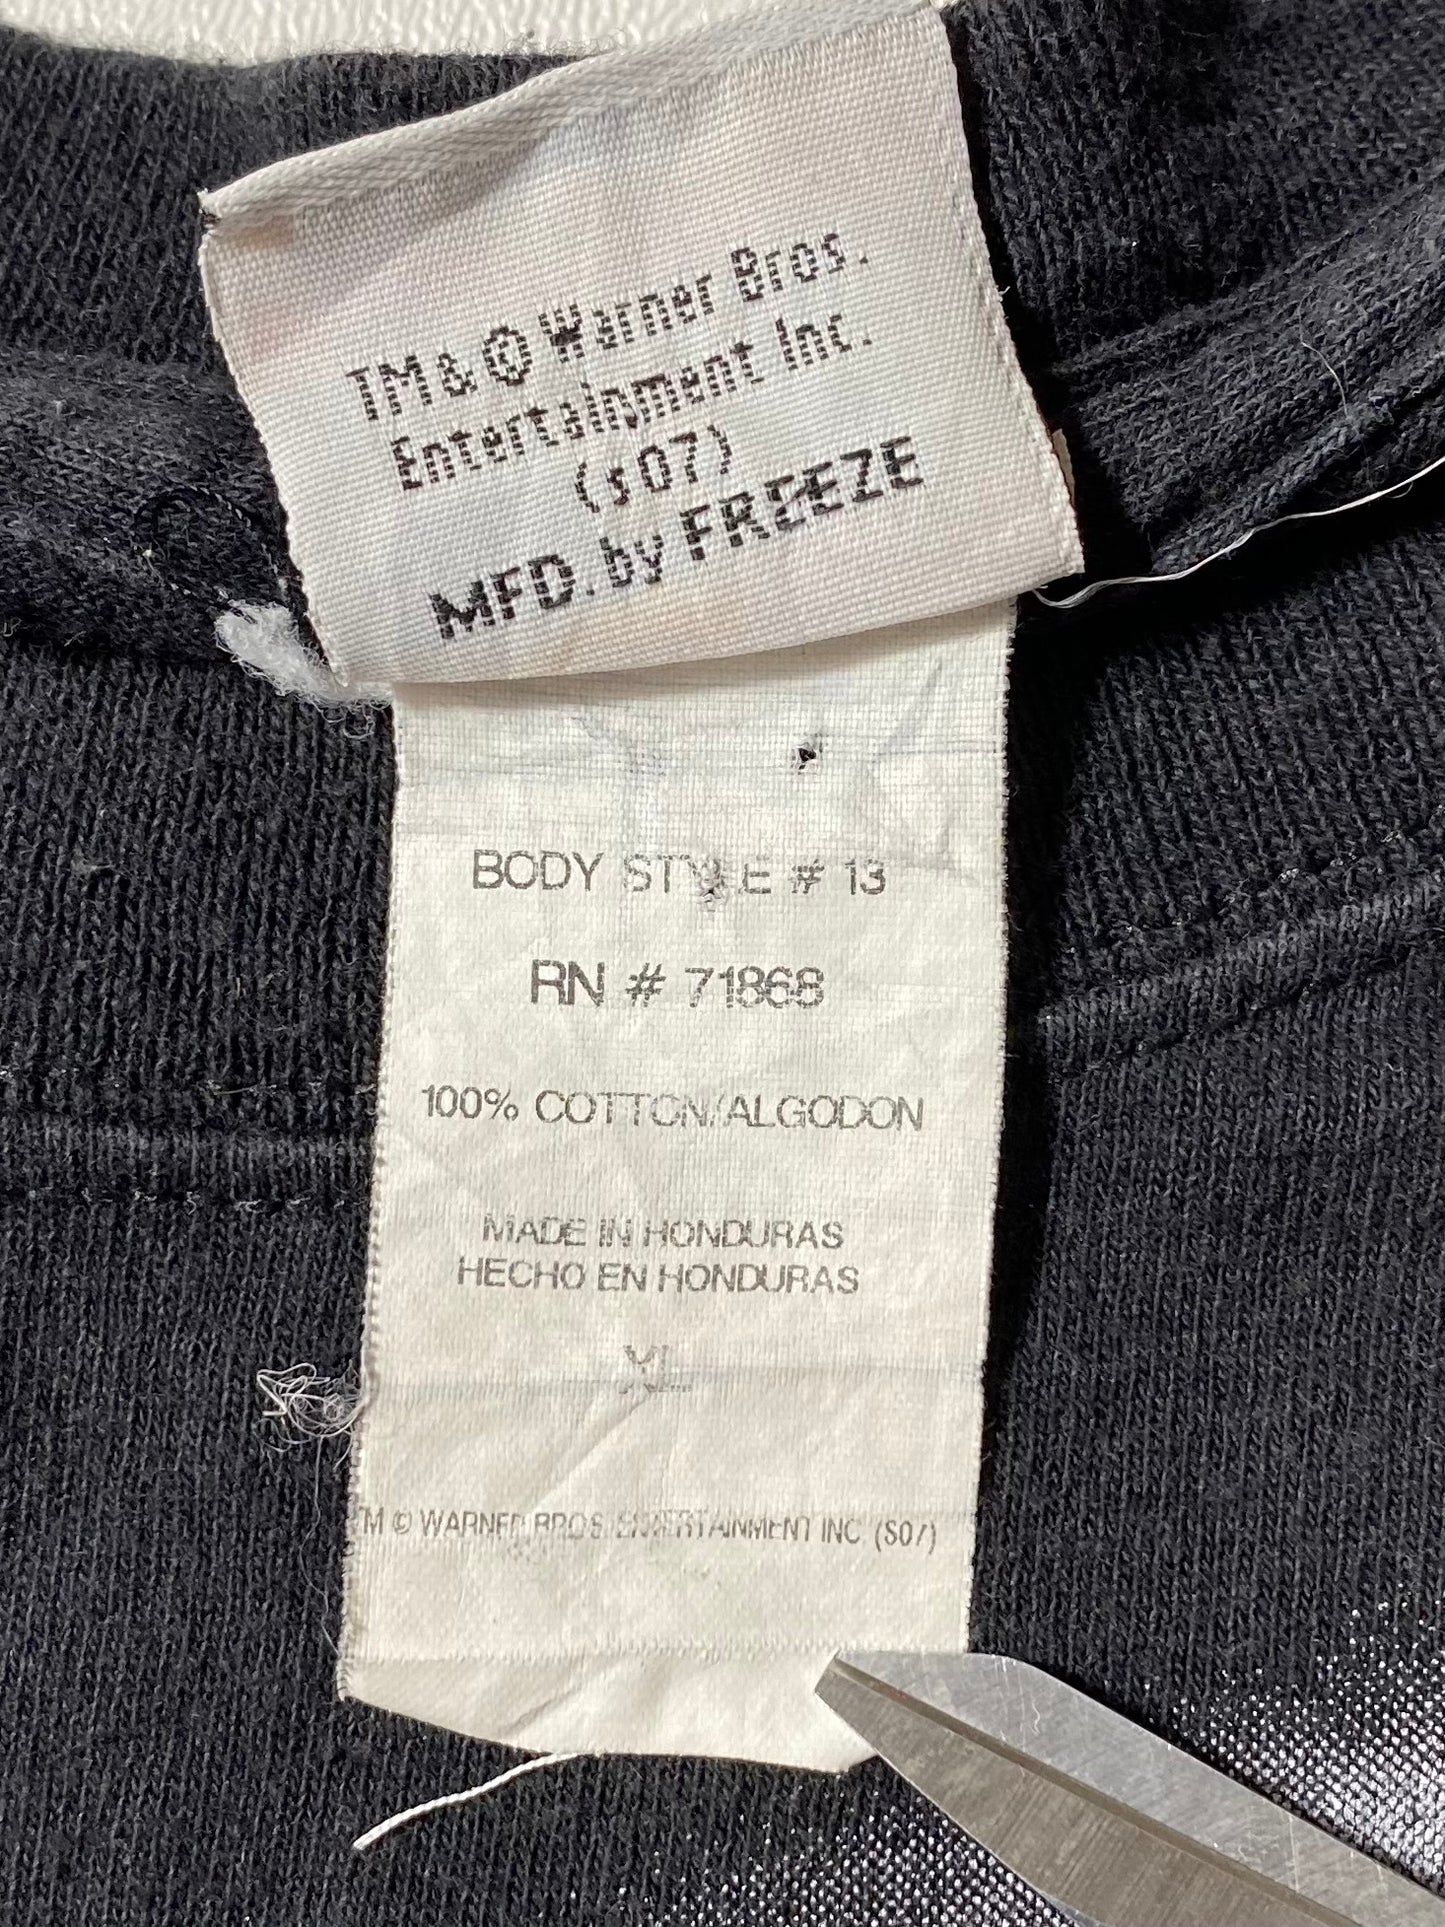 TM & © Warner Bros.
Entertainment Inc.
(s07)
MFD. by FREEZE
BODY STYLE # 13
RN # 71868
100% COTTON/ALGODON
MADE IN HONDURAS
HECHO EN HONDURAS
XL
TM © WARNER BROS ENTERTAINMENT INC (S07)